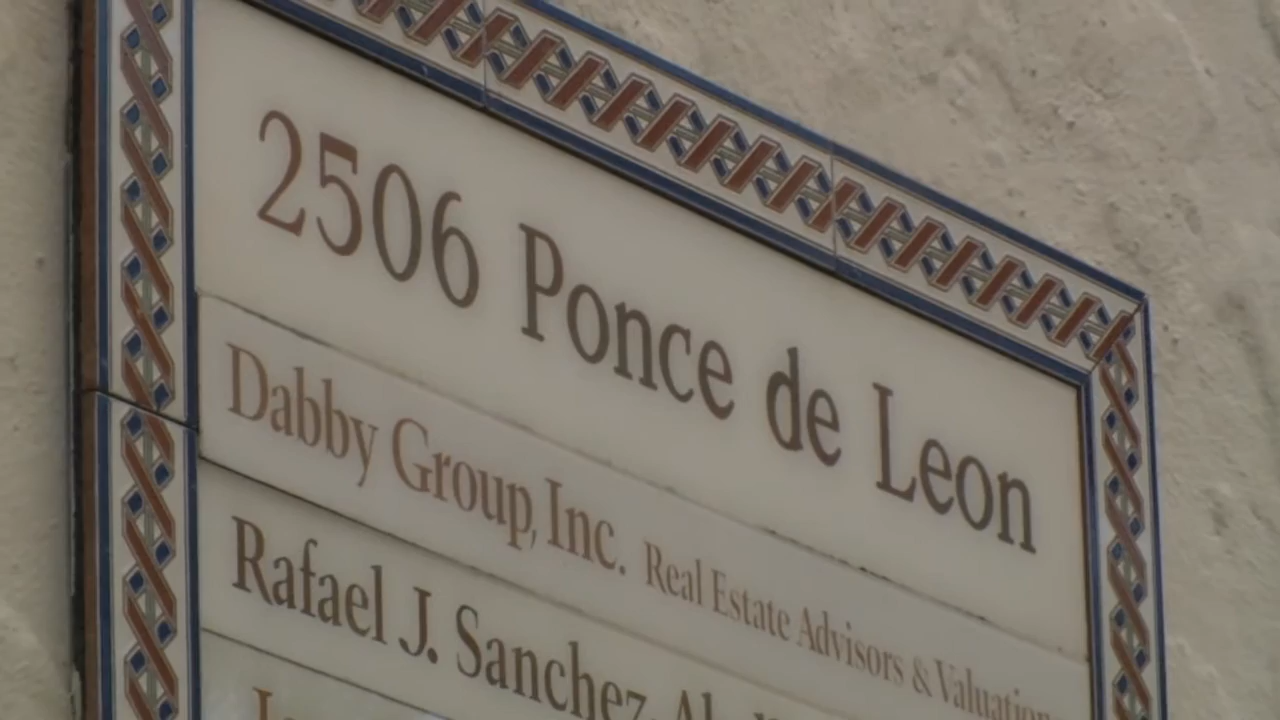 2506 Ponce de Leon
Dabby Group, Inc. Real Estate Advisors & Valuation
Rafael J. Sanchez